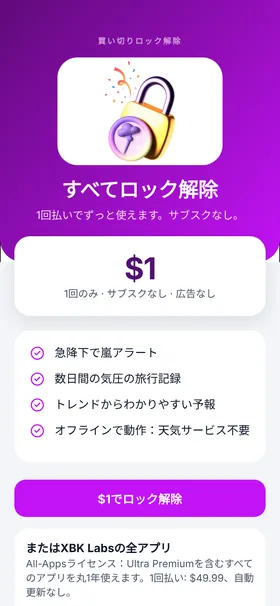 買い切りロック解除
すべてロック解除
1回払いでずっと使えます。サブスクなし。
$1
1回のみ · サブスクなし · 広告なし
急降下で嵐アラート
数日間の気圧の旅行記録
トレンドからわかりやすい予報
オフラインで動作：天気サービス不要
$1でロック解除
またはXBK Labsの全アプリ
All-Appsライセンス：Ultra Premiumを含むすべて
のアプリを丸1年使えます。1回払い: $49.99、自動
更新なし。